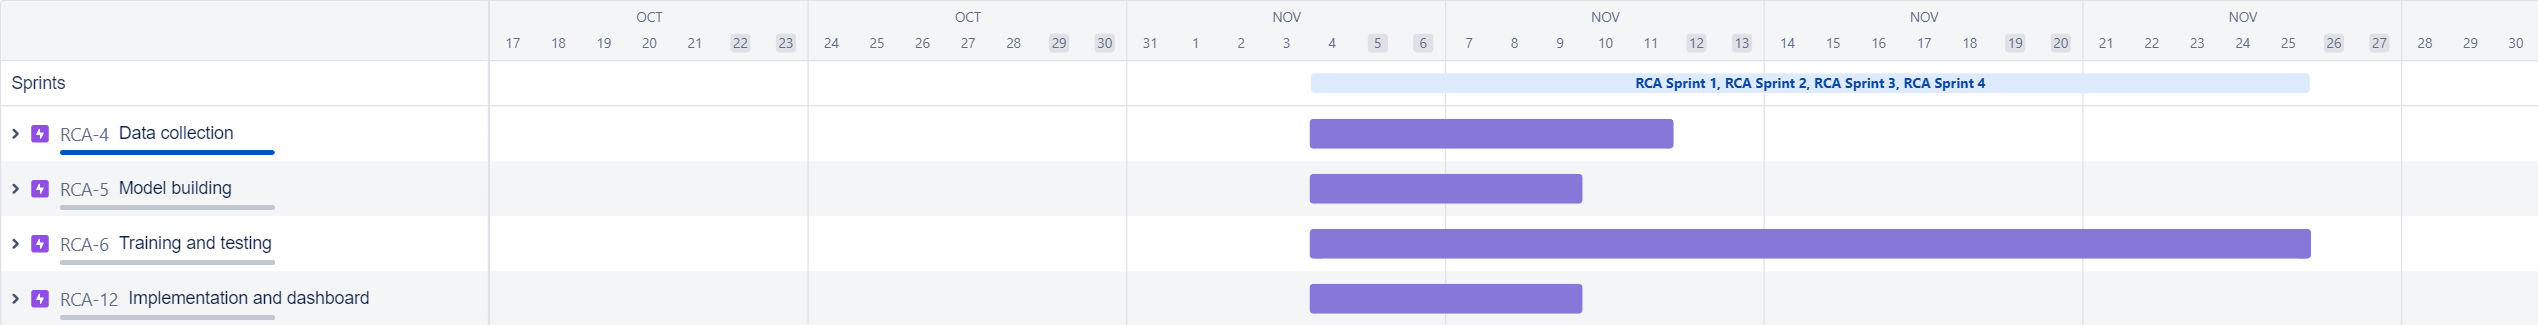 OCT OCT NOV NOV NOV NOV
17 18 19 20 21 22 23 24 25 26 27 28 29 30 31 1 2 3 4 5 6 7 8 9 10 11 12 13 14 15 16 17 18 19 20 21 22 23 24 25 26 27 28 29 30
Sprints RCA Sprint 1, RCA Sprint 2, RCA Sprint 3, RCA Sprint 4
RCA-4 Data collection
RCA-5 Model building
RCA-6 Training and testing
RCA-12 Implementation and dashboard